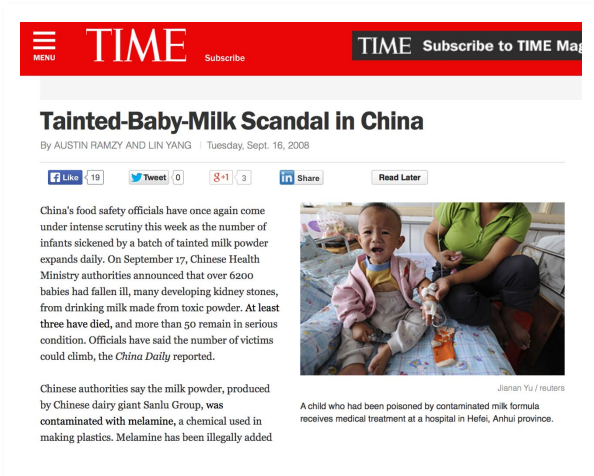 MENU
TIME
Subscribe
TIME Subscribe to TIME Mag
Tainted-Baby-Milk Scandal in China
By AUSTIN RAMZY AND LIN YANG | Tuesday, Sept. 16, 2008
Like 19
Tweet 0
g+1 3
in Share
Read Later
China's food safety officials have once again come
under intense scrutiny this week as the number of
infants sickened by a batch of tainted milk powder
expands daily. On September 17, Chinese Health
Ministry authorities announced that over 6200
babies had fallen ill, many developing kidney stones,
from drinking milk made from toxic powder. At least
three have died, and more than 50 remain in serious
condition. Officials have said the number of victims
could climb, the China Daily reported.
Chinese authorities say the milk powder, produced
by Chinese dairy giant Sanlu Group, was
contaminated with melamine, a chemical used in
making plastics. Melamine has been illegally added
Jianan Yu / reuters
A child who had been poisoned by contaminated milk formula
receives medical treatment at a hospital in Hefei, Anhui province.